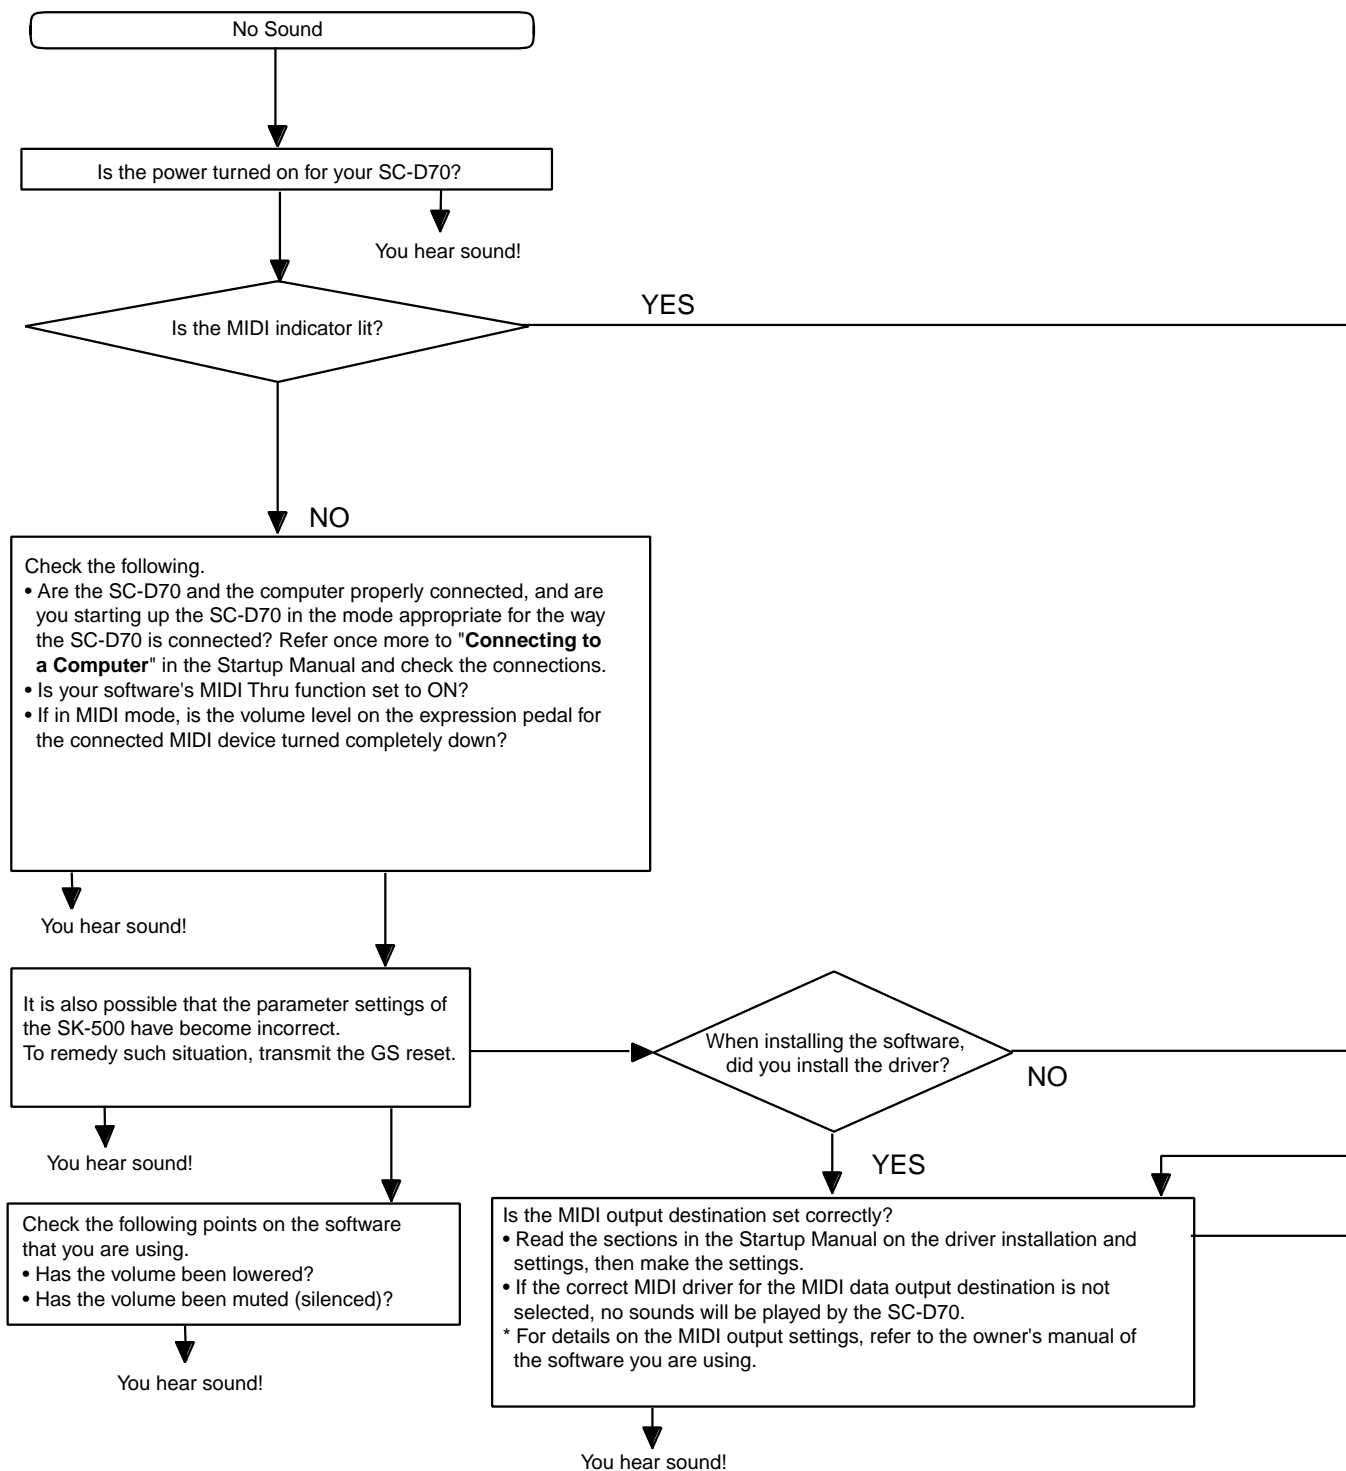 No Sound
Is the power turned on for your SC-D70?
You hear sound!
YES
Is the MIDI indicator lit?
NO
Check the following.
• Are the SC-D70 and the computer properly connected, and are
you starting up the SC-D70 in the mode appropriate for the way
the SC-D70 is connected? Refer once more to "Connecting to
a Computer" in the Startup Manual and check the connections.
• Is your software's MIDI Thru function set to ON?
• If in MIDI mode, is the volume level on the expression pedal for
the connected MIDI device turned completely down?
You hear sound!
It is also possible that the parameter settings of
the SK-500 have become incorrect.
To remedy such situation, transmit the GS reset.
When installing the software,
did you install the driver?
NO
You hear sound!
YES
Check the following points on the software
that you are using.
• Has the volume been lowered?
• Has the volume been muted (silenced)?
You hear sound!
Is the MIDI output destination set correctly?
• Read the sections in the Startup Manual on the driver installation and
settings, then make the settings.
• If the correct MIDI driver for the MIDI data output destination is not
selected, no sounds will be played by the SC-D70.
* For details on the MIDI output settings, refer to the owner's manual of
the software you are using.
You hear sound!